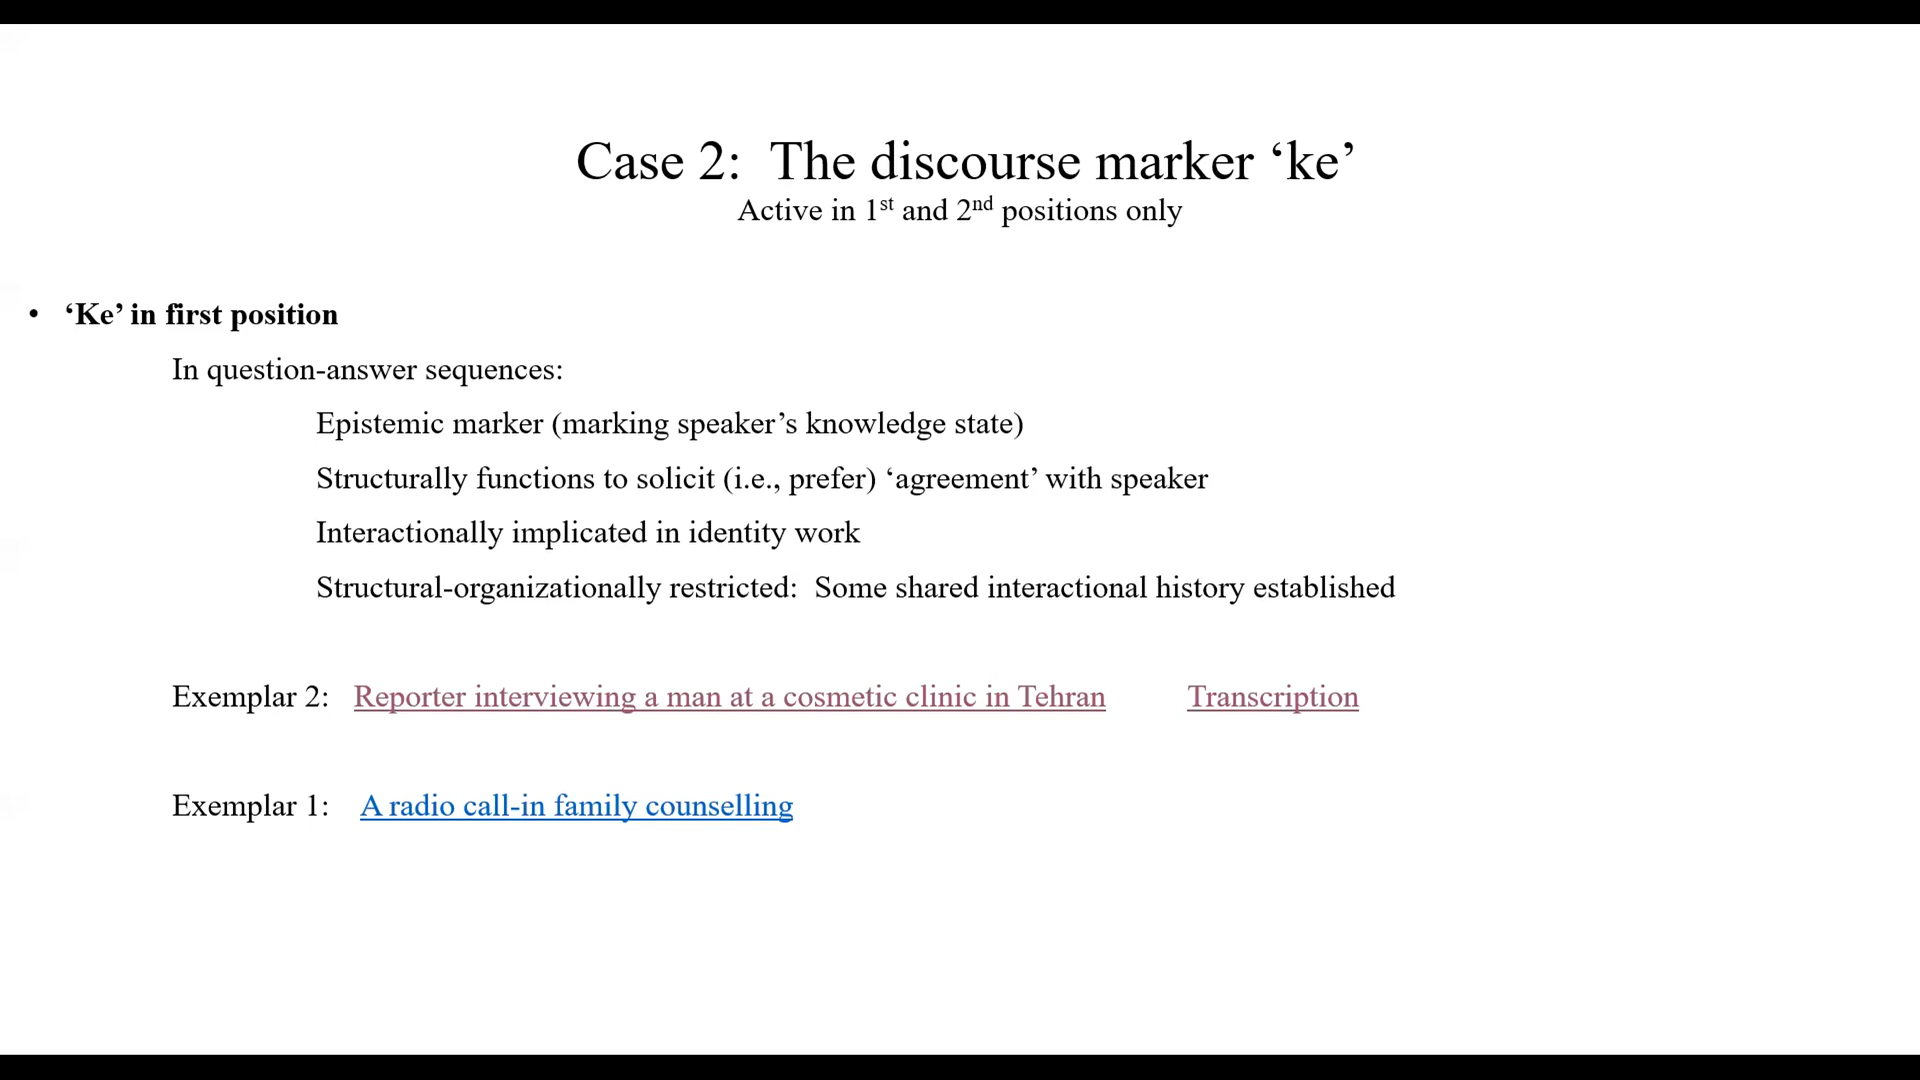 Case 2:  The discourse marker ‘ke’
Active in 1st and 2nd positions only
• ‘Ke’ in first position
In question-answer sequences:
Epistemic marker (marking speaker’s knowledge state)
Structurally functions to solicit (i.e., prefer) ‘agreement’ with speaker
Interactionally implicated in identity work
Structural-organizationally restricted:  Some shared interactional history established
Exemplar 2: Reporter interviewing a man at a cosmetic clinic in Tehran Transcription
Exemplar 1: A radio call-in family counselling